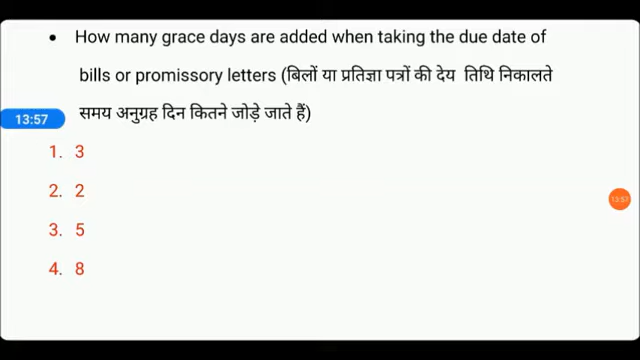 • How many grace days are added when taking the due date of
bills or promissory letters (बिलों या प्रतिज्ञा पत्रों की देय तिथि निकालते
समय अनुग्रह दिन कितने जोड़े जाते हैं)
13:57
1. 3
13:57
2. 2
3. 5
4. 8